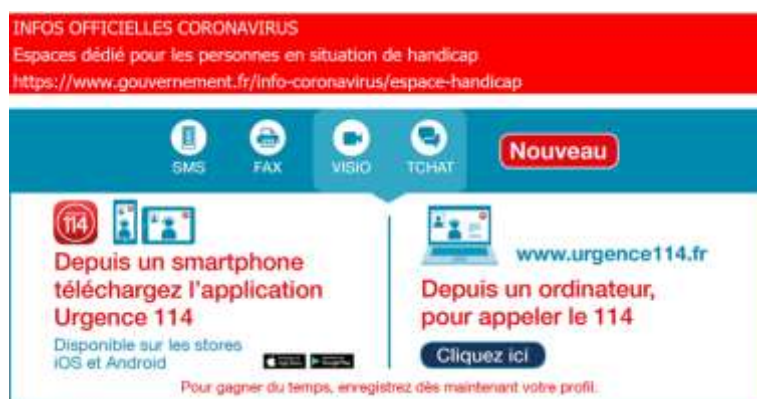 INFOS OFFICIELLES CORONAVIRUS
Espaces dédié pour les personnes en situation de handicap
https://www.gouvernement.fr/info-coronavirus/espace-handicap
SMS
FAX
VISIO
TCHAT
Nouveau
114
Depuis un smartphone
téléchargez l'application
Urgence 114
Disponible sur les stores
iOS et Android
www.urgence114.fr
Depuis un ordinateur,
pour appeler le 114
Cliquez ici
Pour gagner du temps, enregistrez dès maintenant votre profil.